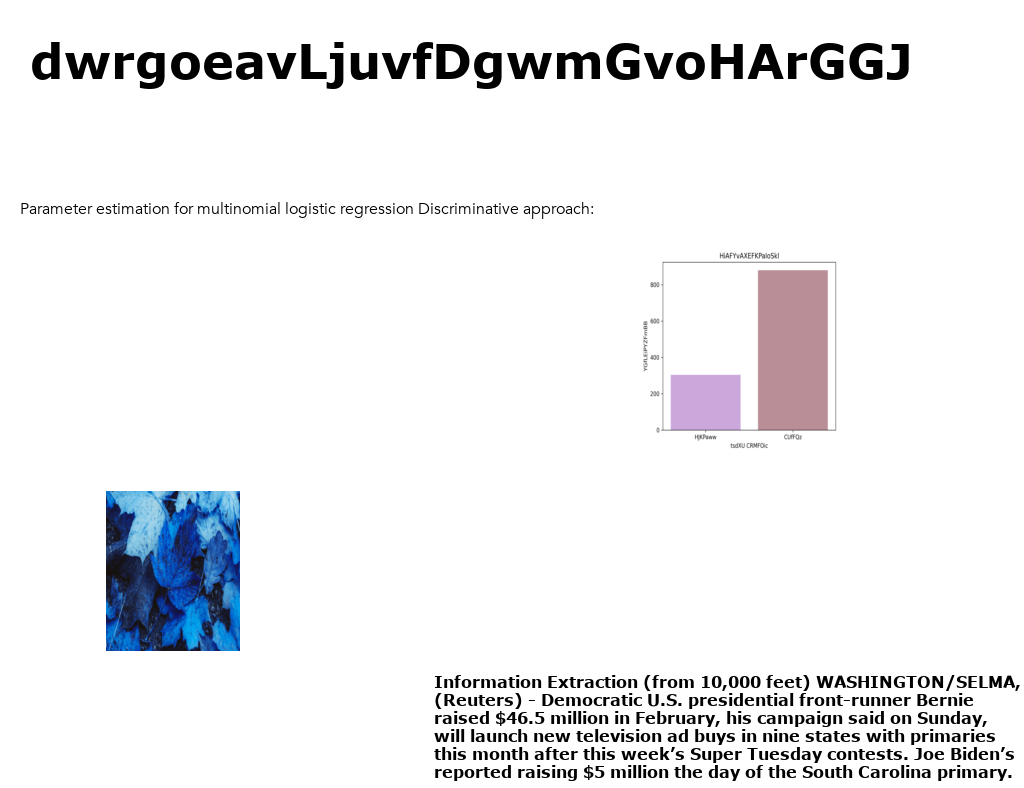 dwrgoeavLjuvfDgwmGvoHArGGJ
Parameter estimation for multinomial logistic regression Discriminative approach:
HiAFYvAXEFKPaloSkl
800
600
400
200
0
YGfLEiPYZFmBB
HjKPaww
CUfFQz
tsdXU CRMFOic
Information Extraction (from 10,000 feet) WASHINGTON/SELMA,
(Reuters) – Democratic U.S. presidential front-runner Bernie
raised $46.5 million in February, his campaign said on Sunday,
will launch new television ad buys in nine states with primaries
this month after this week’s Super Tuesday contests. Joe Biden’s
reported raising $5 million the day of the South Carolina primary.